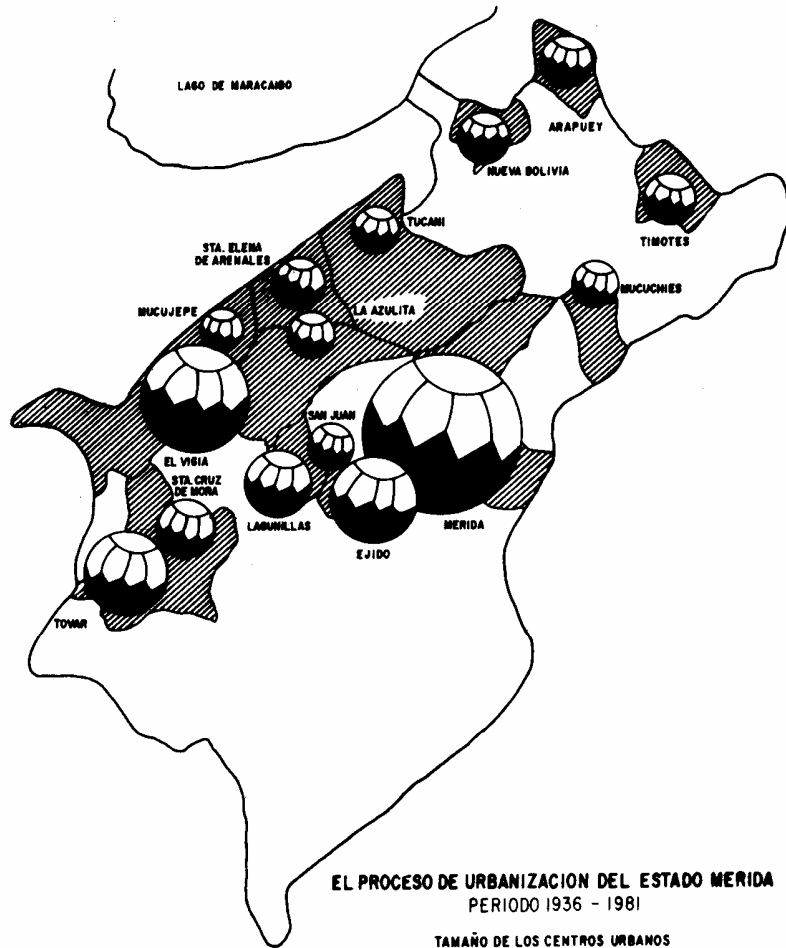 LAGO DE MARACAIBO
ARAPUEY
NUEVA BOLIVIA
TIMOTES
TUCANI
STA. ELENA
DE ARENALES
MUCUCHIES
MUCUJEPE
LA AZULITA
SAN JUAN
EL VIGIA
STA. CRUZ
DE MORA
LAGUNILLAS
MERIDA
EJIDO
TOVAR
EL PROCESO DE URBANIZACION DEL ESTADO MERIDA
PERIODO 1936 - 1981
TAMAÑO DE LOS CENTROS URBANOS